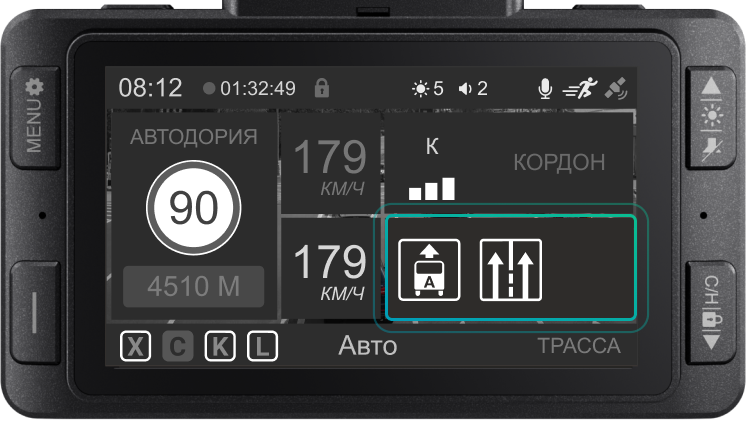 08:12 01:32:49 5 2
MENU
АВТОДОРИЯ
90
4510 М
179
КМ/Ч
179
КМ/Ч
К
КОРДОН
A
X C K L
Авто
ТРАССА
C/H